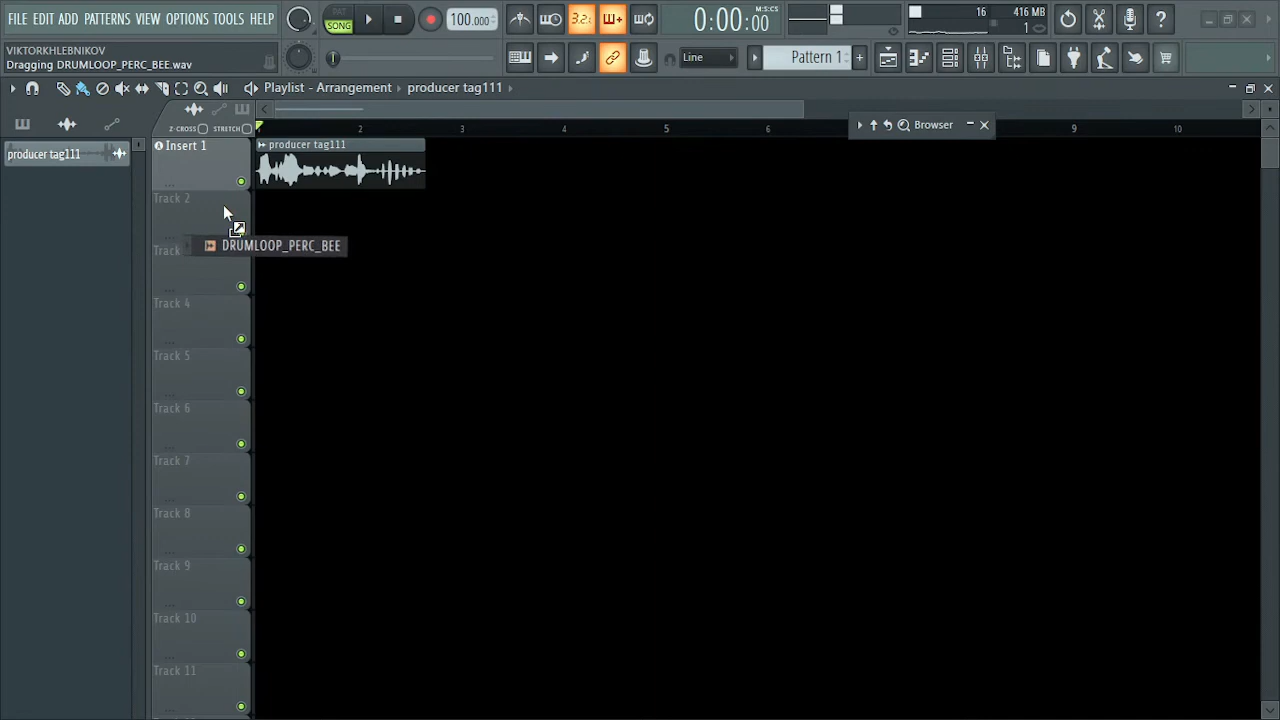 FILE EDIT ADD PATTERNS VIEW OPTIONS TOOLS HELP
PAT
SONG
100.000
3.2.
0:00:00
M:S:CS
16
416 MB
1
VIKTORKHLEBNIKOV
Dragging DRUMLOOP_PERC_BEE.wav
Line
Pattern 1
Playlist - Arrangement
producer tag111
Z-CROSS
STRETCH
2
3
4
5
6
9
10
Browser
producer tag111
Insert 1
producer tag111
Track 2
DRUMLOOP_PERC_BEE
Track
Track 4
Track 5
Track 6
Track 7
Track 8
Track 9
Track 10
Track 11